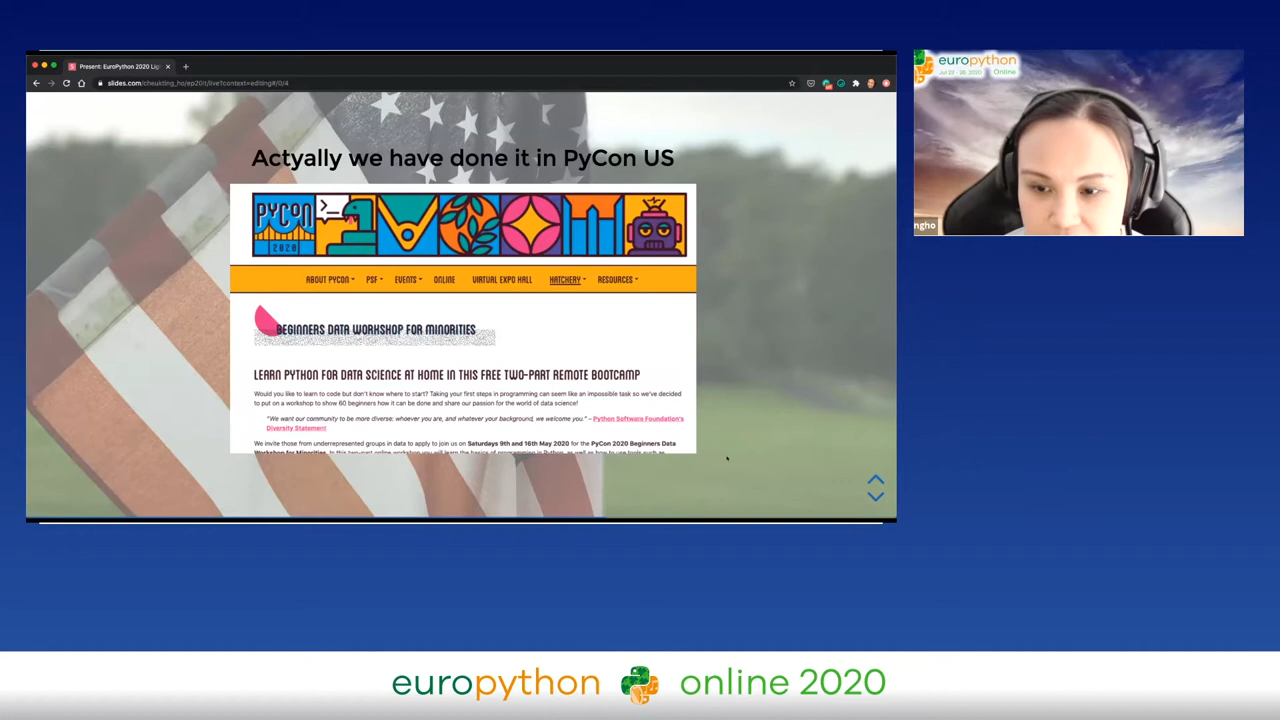 Present: EuroPython 2020 Lig
slides.com/cheukting_ho/ep20lt/live?context=editing#/0/4
Actyally we have done it in PyCon US
PYCON
2020
ABOUT PYCON
PSF
EVENTS
ONLINE
VIRTUAL EXPO HALL
HATCHERY
RESOURCES
BEGINNERS DATA WORKSHOP FOR MINORITIES
LEARN PYTHON FOR DATA SCIENCE AT HOME IN THIS FREE TWO-PART REMOTE BOOTCAMP
Would you like to learn to code but don't know where to start? Taking your first steps in programming can seem like an impossible task so we've decided
to put on a workshop to show 60 beginners how it can be done and share our passion for the world of data science!
"We want our community to be more diverse: whoever you are, and whatever your background, we welcome you." – Python Software Foundation's
Diversity Statement
We invite those from underrepresented groups in data to apply to join us on Saturdays 9th and 16th May 2020 for the PyCon 2020 Beginners Data
Workshop for Minorities. In this two-part online workshop you will learn the basics of programming in Python, as well as how to use tools such as
europython
Jul 23 - 26, 2020 Online
ngho
europython online 2020